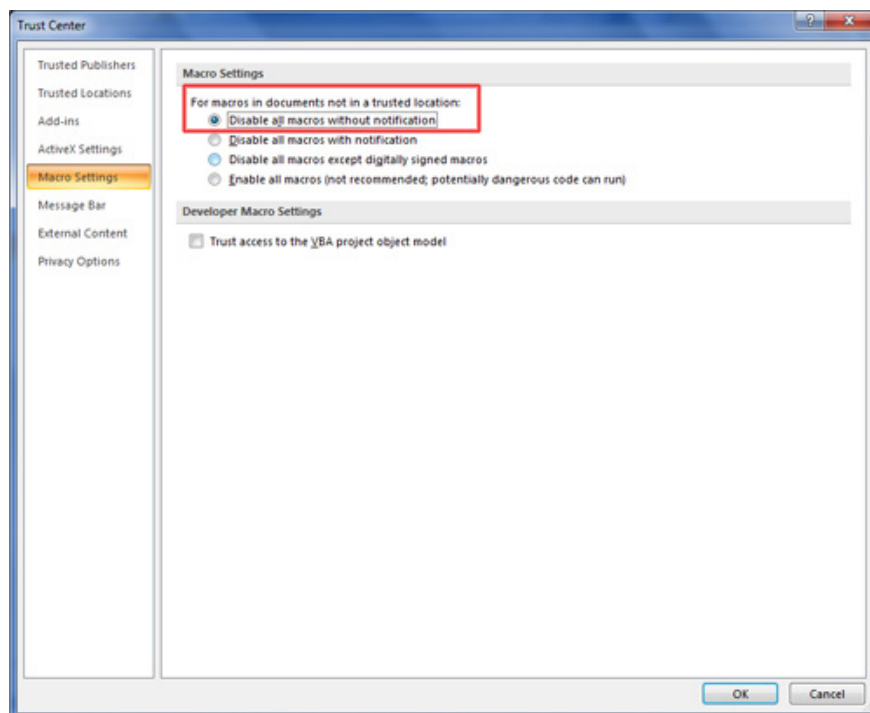 Trust Center
Trusted Publishers
Trusted Locations
Add-ins
ActiveX Settings
Macro Settings
Message Bar
External Content
Privacy Options
Macro Settings
For macros in documents not in a trusted location:
Disable all macros without notification
Disable all macros with notification
Disable all macros except digitally signed macros
Enable all macros (not recommended; potentially dangerous code can run)
Developer Macro Settings
Trust access to the VBA project object model
OK
Cancel